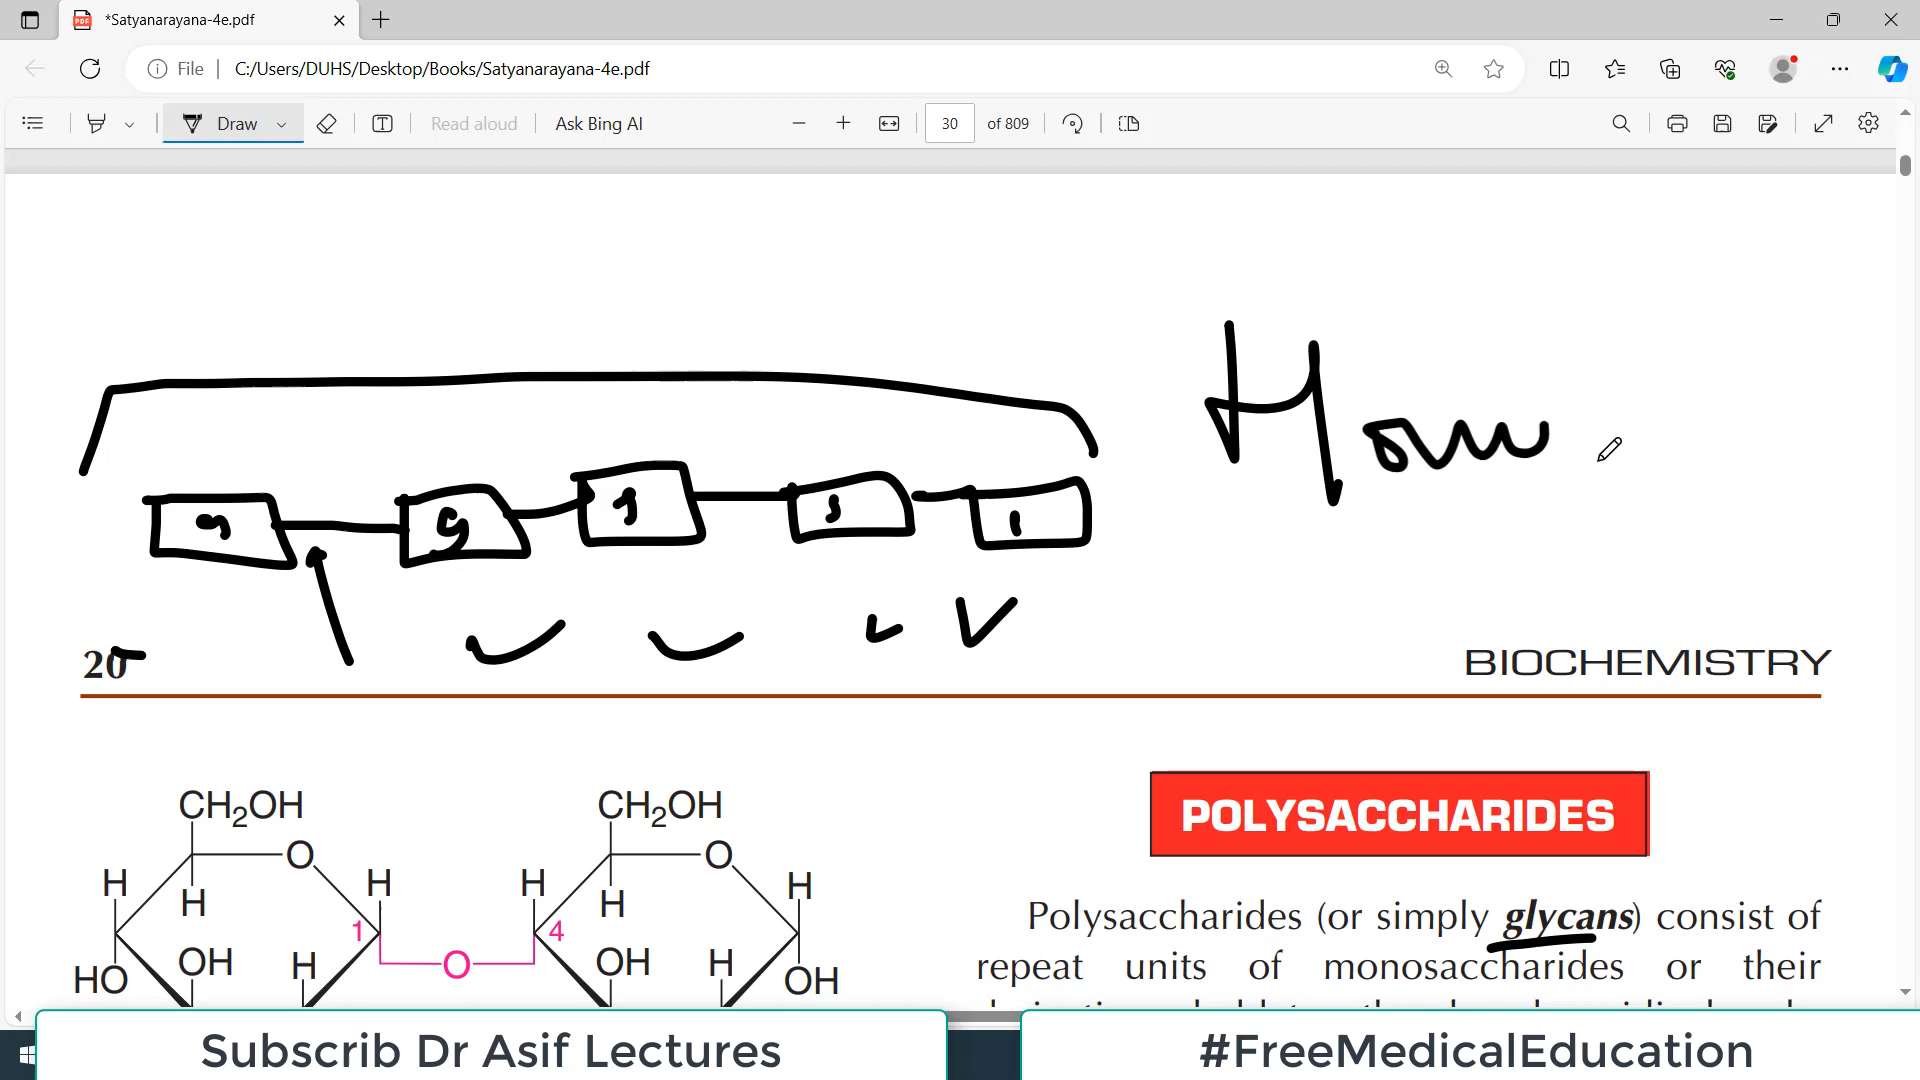 *Satyanarayana-4e.pdf
File C:/Users/DUHS/Desktop/Books/Satyanarayana-4e.pdf
Draw Read aloud Ask Bing AI 30 of 809
20 BIOCHEMISTRY
CH2OH CH2OH
O O
H H H H
H H
1 4
O
HO OH H OH H OH
POLYSACCHARIDES
Polysaccharides (or simply glycans) consist of
repeat units of monosaccharides or their
Subscrib Dr Asif Lectures
#FreeMedicalEducation